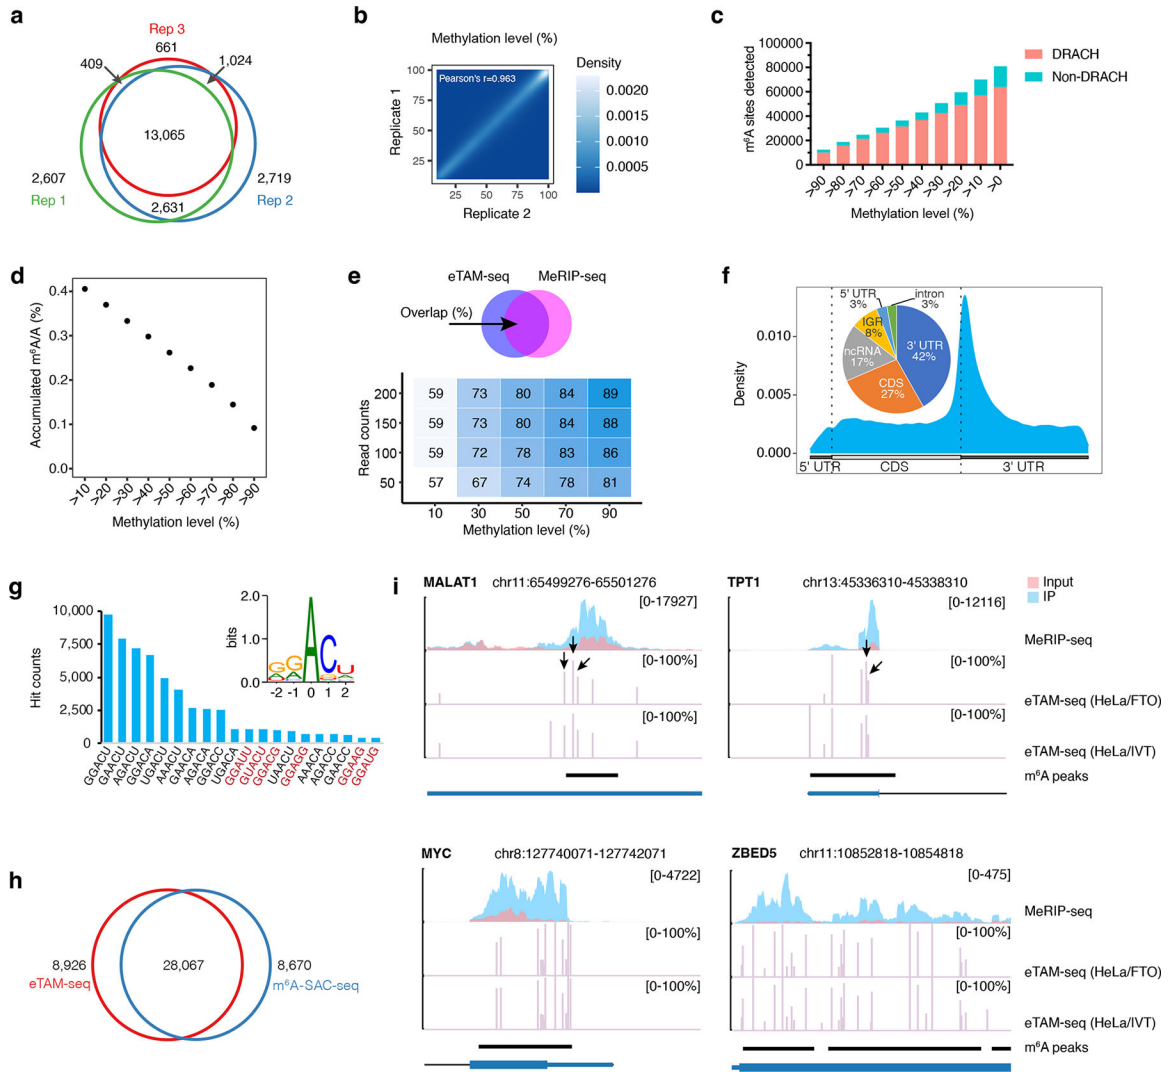 a
Rep 3
661
409
1,024
13,065
2,607
Rep 1
2,631
2,719
Rep 2
b
Methylation level (%)
Pearson's r=0.963
Replicate 1
100
75
50
25
25 50 75 100
Replicate 2
Density
0.0020
0.0015
0.0010
0.0005
c
m⁶A sites detected
100000
80000
60000
40000
20000
0
>90 >80 >70 >60 >50 >40 >30 >20 >10 >0
Methylation level (%)
DRACH
Non-DRACH
d
Accumulated m⁶A/A (%)
0.4
0.3
0.2
0.1
0.0
>10 >20 >30 >40 >50 >60 >70 >80 >90
Methylation level (%)
e
eTAM-seq MeRIP-seq
Overlap (%)
Read counts
200 59 73 80 84 89
150 59 73 80 84 88
100 59 72 78 83 86
50 57 67 74 78 81
10 30 50 70 90
Methylation level (%)
f
Density
0.010
0.005
0.000
5' UTR
3%
intron
3%
IGR
8%
3' UTR
42%
ncRNA
17%
CDS
27%
5' UTR CDS 3' UTR
g
Hit counts
10,000
7,500
5,000
2,500
0
GGACU GAACU AGACU GGACA UGACU AAACU GAACA AGACA GGACC UGACA GGAUU GUACU GGACG UAACU GGAGG AAACA AGACC GAACC GGAAG GGAUG
bits
2.0
1.0
0.0
GGACU
-2 -1 0 1 2
h
8,926
eTAM-seq
28,067
8,670
m⁶A-SAC-seq
i
MALAT1 chr11:65499276-65501276
[0-17927]
[0-100%]
[0-100%]
TPT1 chr13:45336310-45338310
[0-12116]
[0-100%]
[0-100%]
Input
IP
MeRIP-seq
eTAM-seq (HeLa/FTO)
eTAM-seq (HeLa/IVT)
m⁶A peaks
MYC chr8:127740071-127742071
[0-4722]
[0-100%]
[0-100%]
ZBED5 chr11:10852818-10854818
[0-475]
[0-100%]
[0-100%]
MeRIP-seq
eTAM-seq (HeLa/FTO)
eTAM-seq (HeLa/IVT)
m⁶A peaks